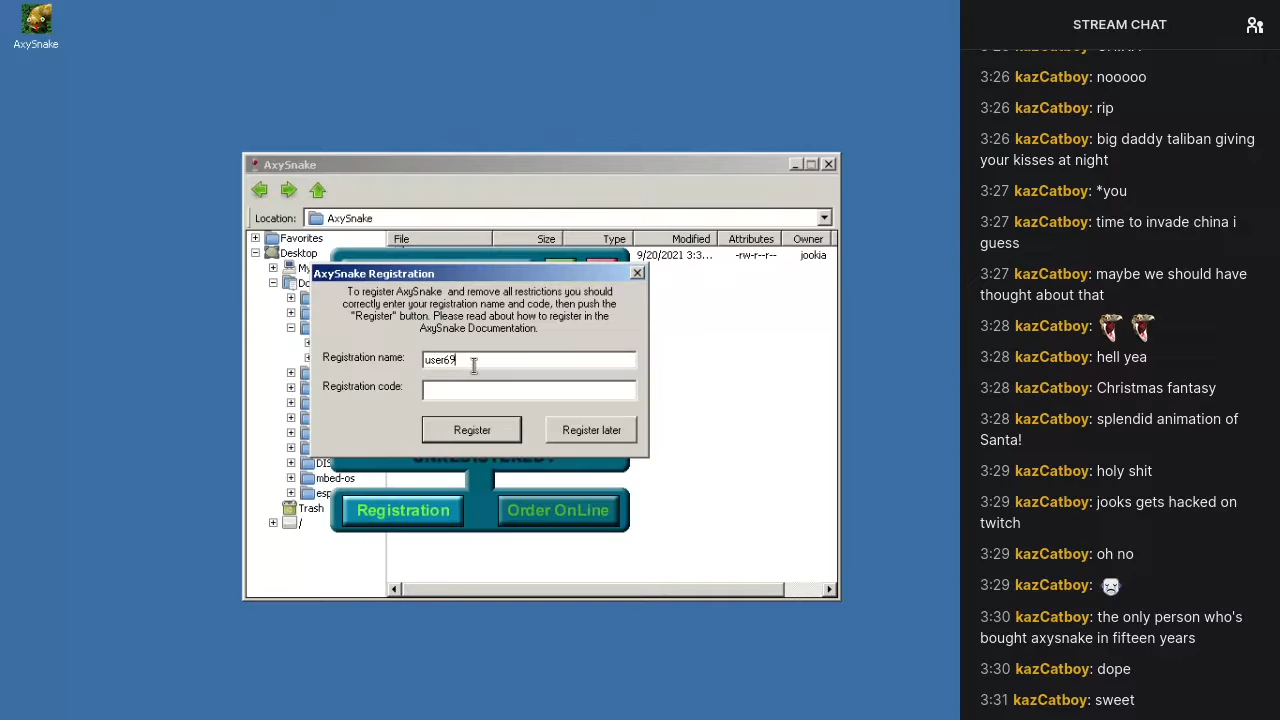 AxySnake
AxySnake
Location:
AxySnake
Favorites
Desktop
Trash
/
mbed-os
File
Size
Type
Modified
Attributes
Owner
9/20/2021 3:3...
-rw-r--r--
jookia
AxySnake Registration
To register AxySnake and remove all restrictions you should
correctly enter your registration name and code, then push the
"Register" button. Please read about how to register in the
AxySnake Documentation.
Registration name:
user69
Registration code:
Register
Register later
Registration
Order OnLine
STREAM CHAT
3:26 kazCatboy: nooooo
3:26 kazCatboy: rip
3:26 kazCatboy: big daddy taliban giving
your kisses at night
3:27 kazCatboy: *you
3:27 kazCatboy: time to invade china i
guess
3:27 kazCatboy: maybe we should have
thought about that
3:28 kazCatboy:
3:28 kazCatboy: hell yea
3:28 kazCatboy: Christmas fantasy
3:28 kazCatboy: splendid animation of
Santa!
3:29 kazCatboy: holy shit
3:29 kazCatboy: jooks gets hacked on
twitch
3:29 kazCatboy: oh no
3:29 kazCatboy:
3:30 kazCatboy: the only person who's
bought axysnake in fifteen years
3:30 kazCatboy: dope
3:31 kazCatboy: sweet